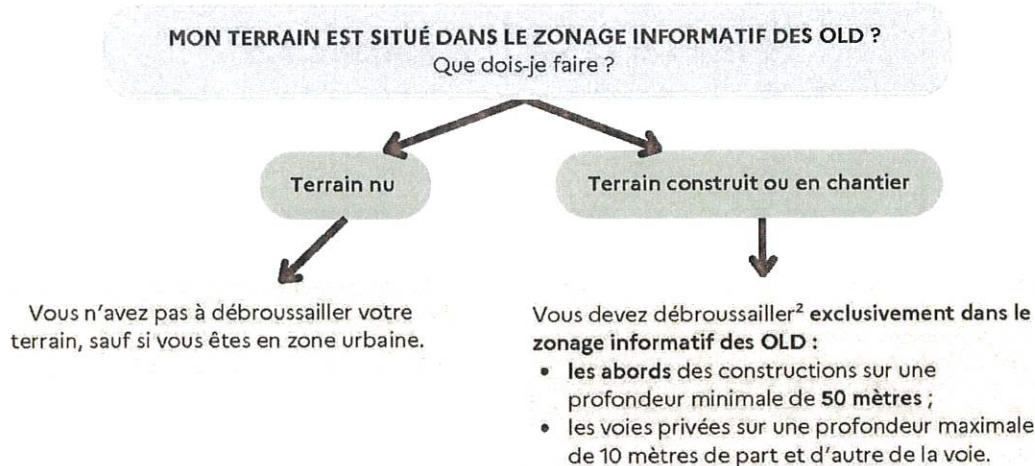 MON TERRAIN EST SITUÉ DANS LE ZONAGE INFORMATIF DES OLD ?
Que dois-je faire ?
Terrain nu
Terrain construit ou en chantier
Vous n'avez pas à débroussailler votre
terrain, sauf si vous êtes en zone urbaine.
Vous devez débroussailler² exclusivement dans le
zonage informatif des OLD :
• les abords des constructions sur une
profondeur minimale de 50 mètres ;
• les voies privées sur une profondeur maximale
de 10 mètres de part et d'autre de la voie.